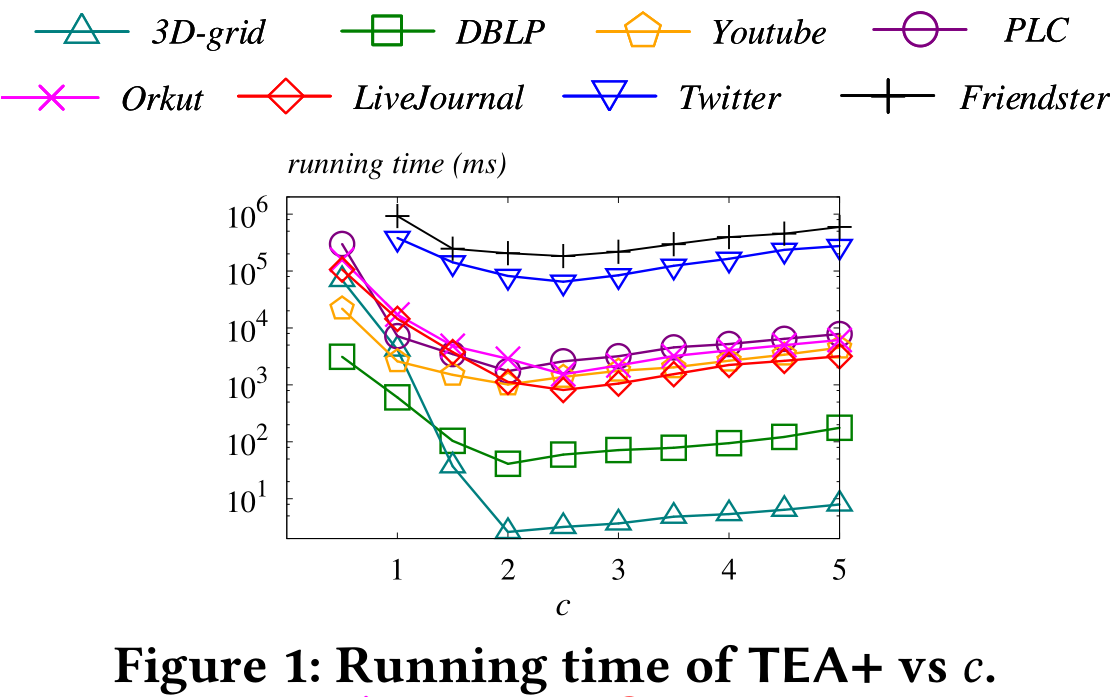 3D-grid DBLP Youtube PLC
Orkut LiveJournal Twitter Friendster
running time (ms)
10^6
10^5
10^4
10^3
10^2
10^1
1 2 3 4 5
c
Figure 1: Running time of TEA+ vs c.